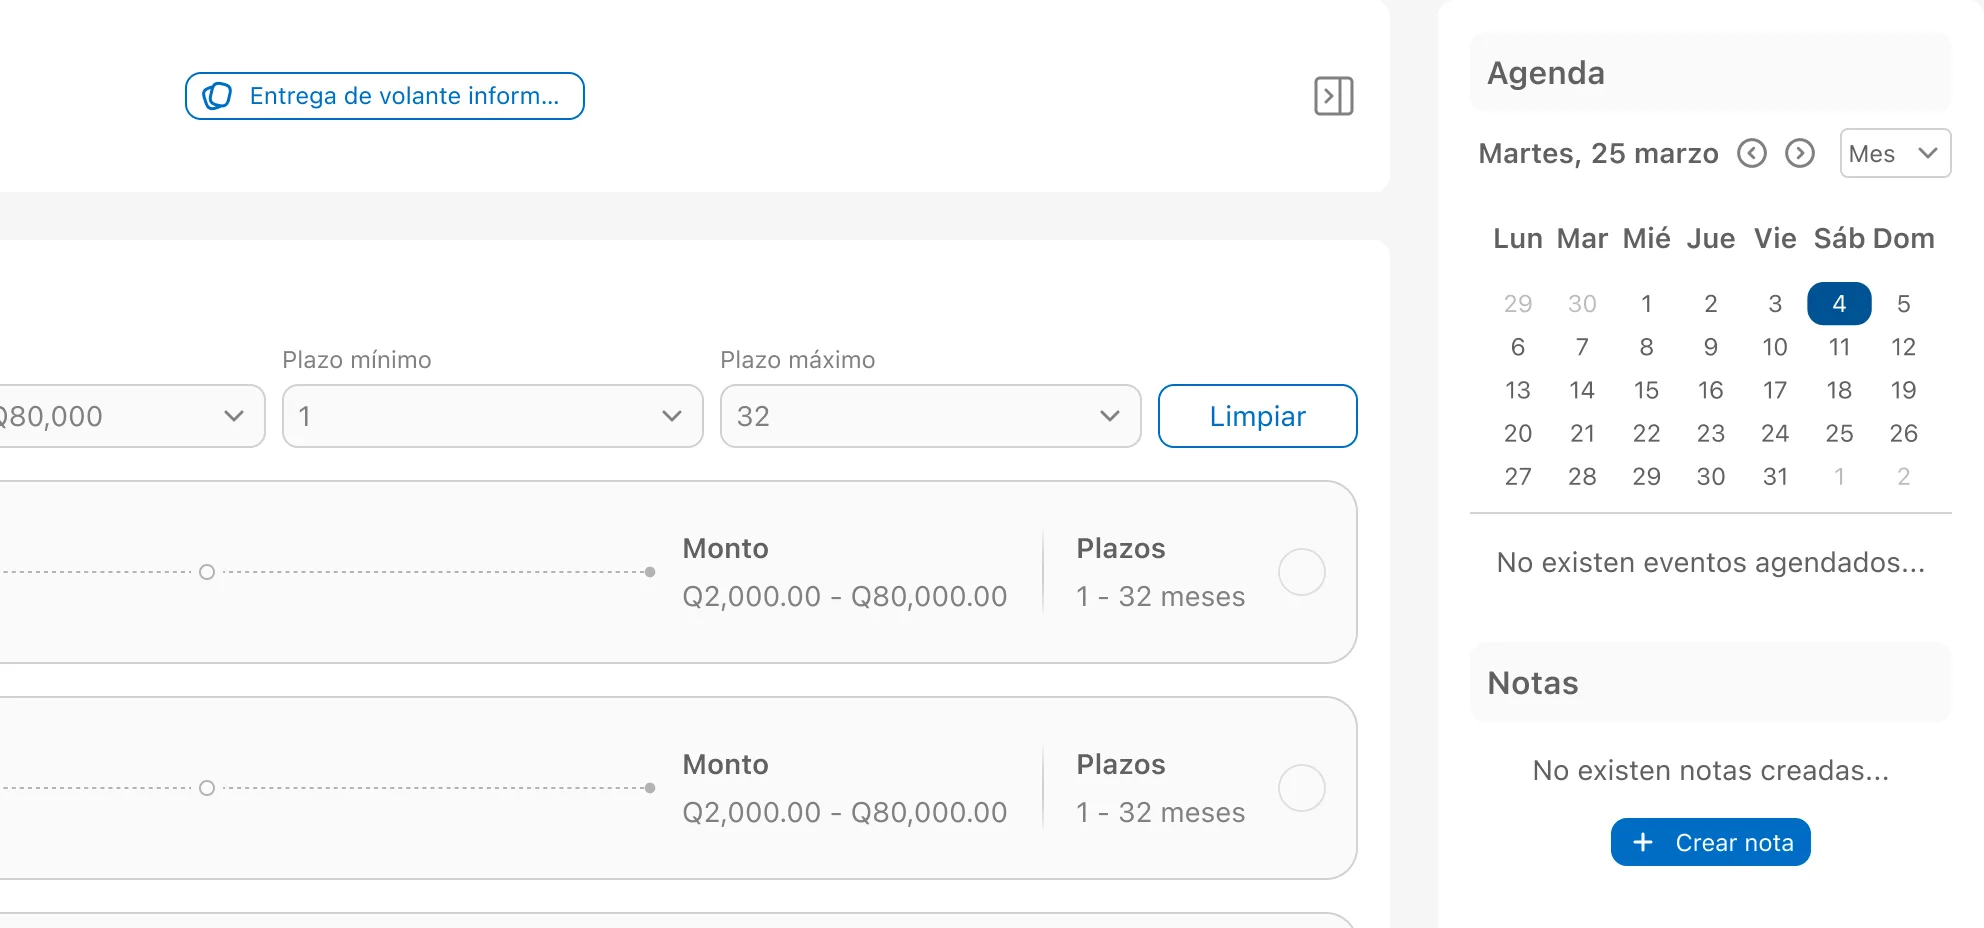 Entrega de volante inform...
Plazo mínimo
Plazo máximo
Q80,000
1
32
Limpiar
Monto
Q2,000.00 - Q80,000.00
Plazos
1 - 32 meses
Monto
Q2,000.00 - Q80,000.00
Plazos
1 - 32 meses
Agenda
Martes, 25 marzo
Mes
Lun Mar Mié Jue Vie Sáb Dom
29 30 1 2 3 4 5
6 7 8 9 10 11 12
13 14 15 16 17 18 19
20 21 22 23 24 25 26
27 28 29 30 31 1 2
No existen eventos agendados...
Notas
No existen notas creadas...
+ Crear nota